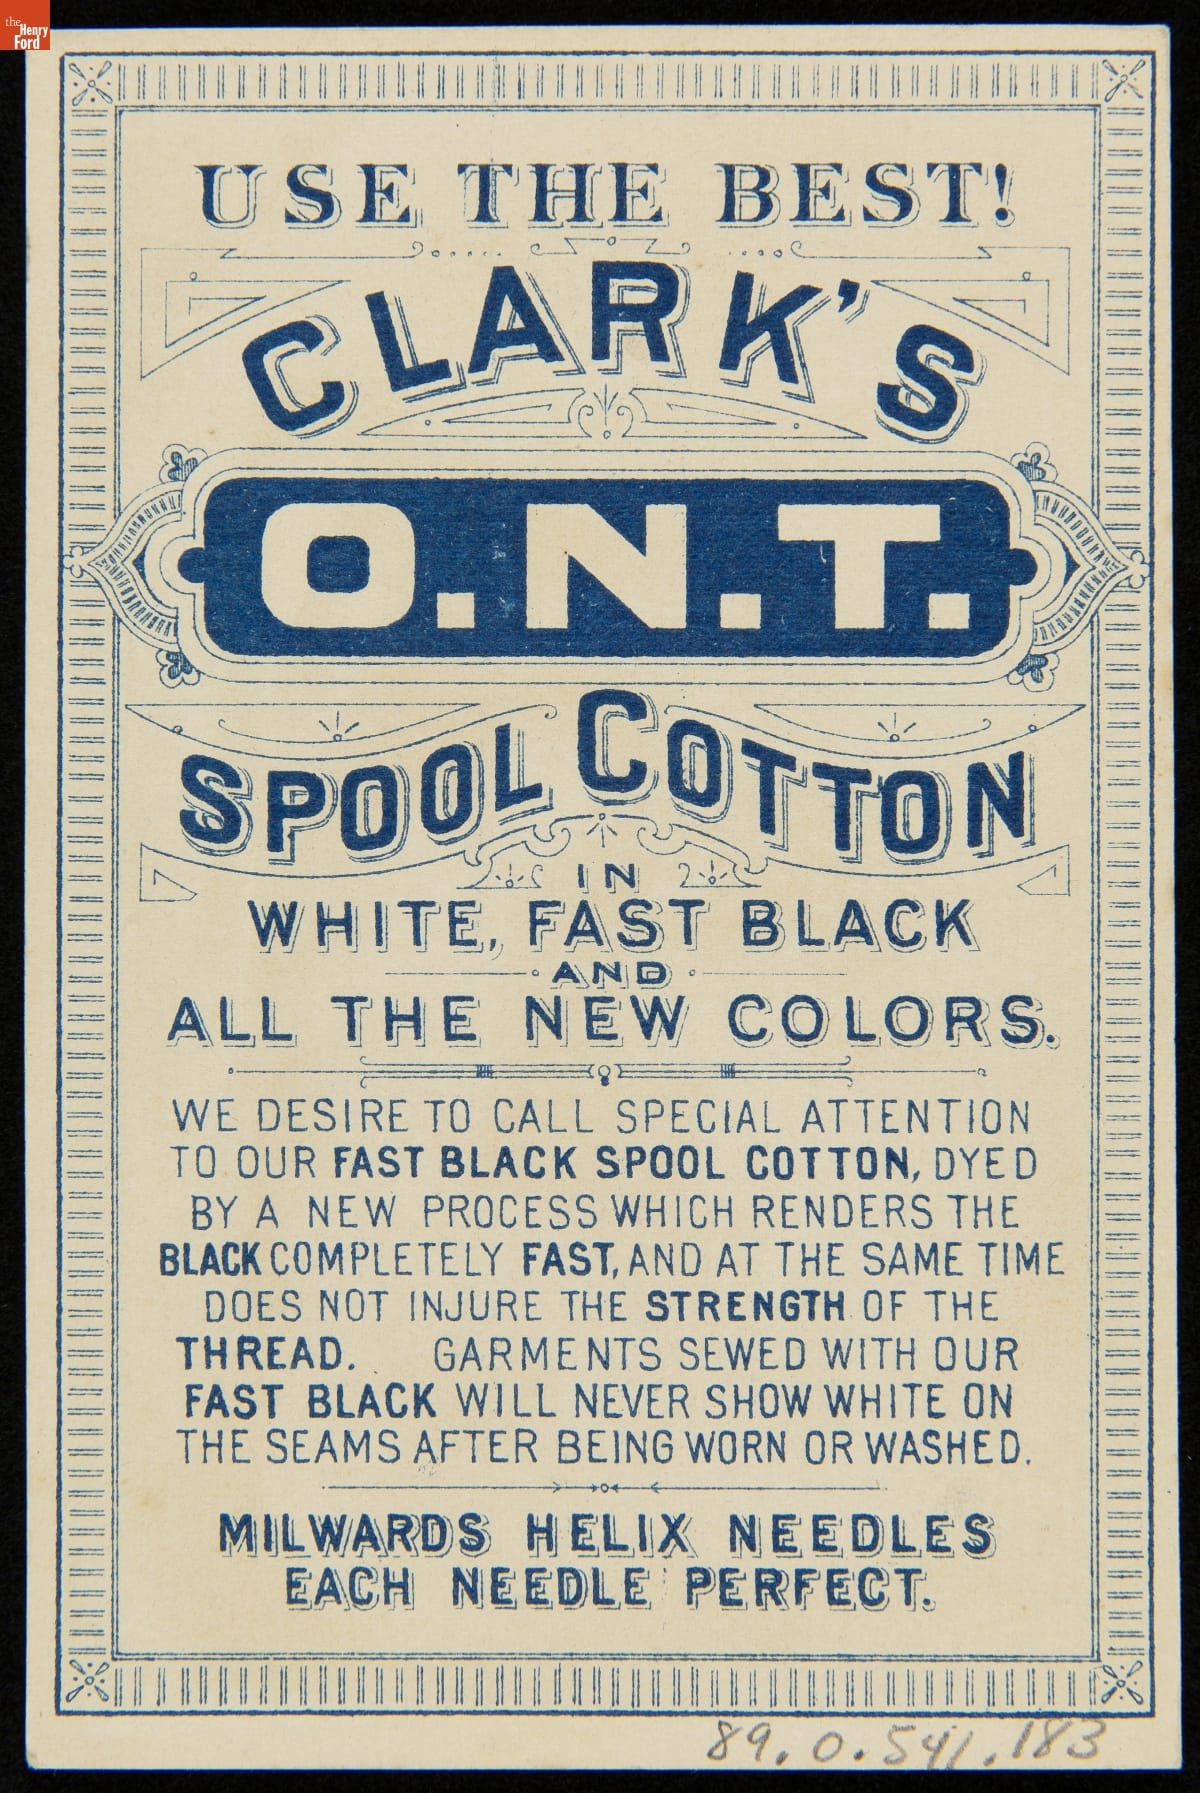 the
Henry
Ford
USE THE BEST!
CLARK'S
O.N.T.
SPOOL COTTON
IN
WHITE, FAST BLACK
AND
ALL THE NEW COLORS.
WE DESIRE TO CALL SPECIAL ATTENTION
TO OUR FAST BLACK SPOOL COTTON, DYED
BY A NEW PROCESS WHICH RENDERS THE
BLACK COMPLETELY FAST, AND AT THE SAME TIME
DOES NOT INJURE THE STRENGTH OF THE
THREAD. GARMENTS SEWED WITH OUR
FAST BLACK WILL NEVER SHOW WHITE ON
THE SEAMS AFTER BEING WORN OR WASHED.
MILWARDS HELIX NEEDLES
EACH NEEDLE PERFECT.
89.0.541.183